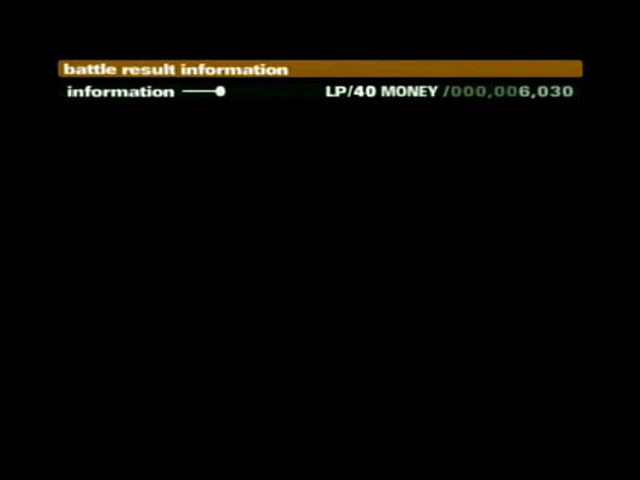 battle result information
information LP/40 MONEY /000,006,030